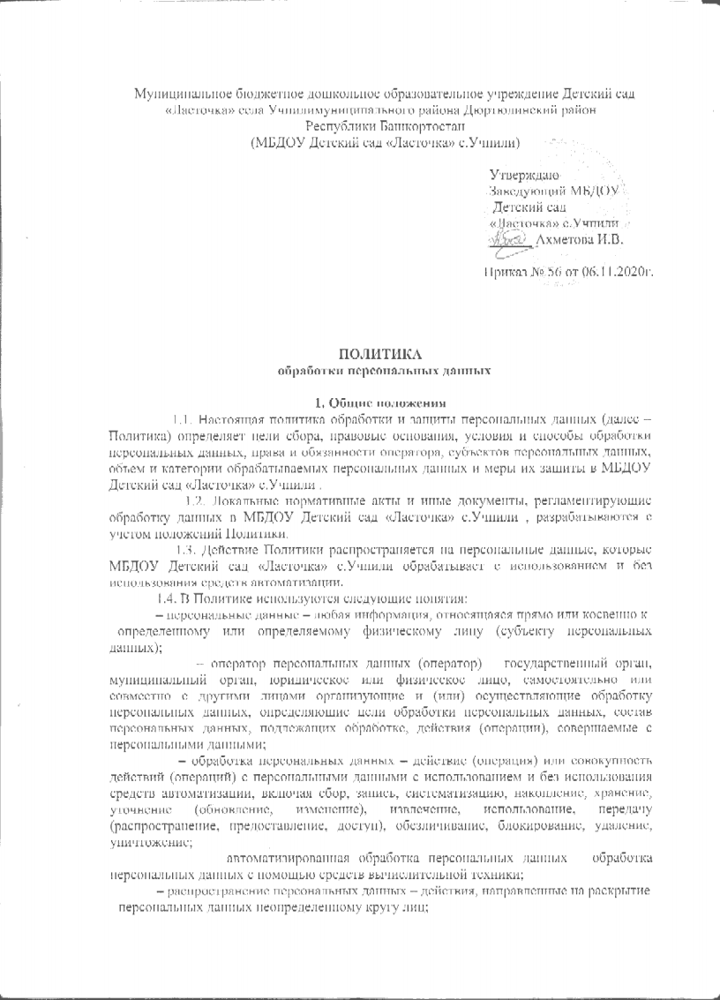 Муниципальное бюджетное дошкольное образовательное учреждение Детский сад
«Ласточка» села Учпилимуниципального района Дюртюлинский район
Республики Башкортостан
(МБДОУ Детский сад «Ласточка» с.Учпили)
Утверждаю
Заведующий МБДОУ
Детский сад
«Ласточка» с.Учпили
Ахметова И.В.
Приказ № 56 от 06.11.2020г.
ПОЛИТИКА
обработки персональных данных
1. Общие положения
1.1. Настоящая политика обработки и защиты персональных данных (далее –
Политика) определяет цели сбора, правовые основания, условия и способы обработки
персональных данных, права и обязанности оператора, субъектов персональных данных,
объем и категории обрабатываемых персональных данных и меры их защиты в МБДОУ
Детский сад «Ласточка» с.Учпили .
1.2. Локальные нормативные акты и иные документы, регламентирующие
обработку данных в МБДОУ Детский сад «Ласточка» с.Учпили , разрабатываются с
учетом положений Политики.
1.3. Действие Политики распространяется на персональные данные, которые
МБДОУ Детский сад «Ласточка» с.Учпили обрабатывает с использованием и без
использования средств автоматизации.
1.4. В Политике используются следующие понятия:
– персональные данные – любая информация, относящаяся прямо или косвенно к
определенному или определяемому физическому лицу (субъекту персональных
данных);
– оператор персональных данных (оператор) государственный орган,
муниципальный орган, юридическое или физическое лицо, самостоятельно или
совместно с другими лицами организующие и (или) осуществляющие обработку
персональных данных, определяющие цели обработки персональных данных, состав
персональных данных, подлежащих обработке, действия (операции), совершаемые с
персональными данными;
– обработка персональных данных – действие (операция) или совокупность
действий (операций) с персональными данными с использованием и без использования
средств автоматизации, включая сбор, запись, систематизацию, накопление, хранение,
уточнение (обновление, изменение), извлечение, использование, передачу
(распространение, предоставление, доступ), обезличивание, блокирование, удаление,
уничтожение;
автоматизированная обработка персональных данных обработка
персональных данных с помощью средств вычислительной техники;
– распространение персональных данных – действия, направленные на раскрытие
персональных данных неопределенному кругу лиц;